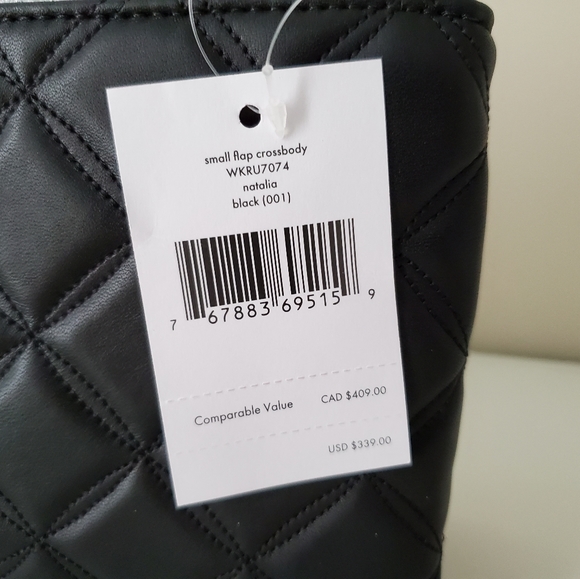 small flap crossbody
WKRU7074
natalia
black (001)
7 67883 69515 9
Comparable Value CAD $409.00
USD $339.00